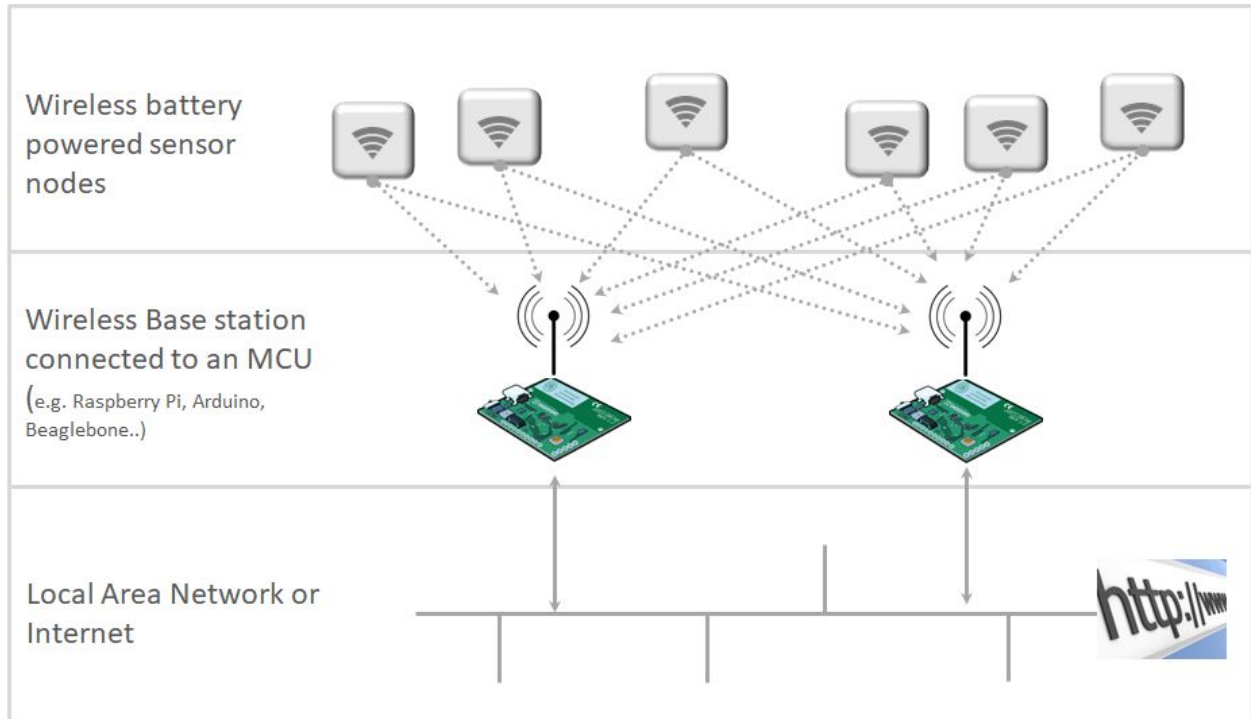 Wireless battery
powered sensor
nodes
Wireless Base station
connected to an MCU
(e.g. Raspberry Pi, Arduino,
Beaglebone..)
Local Area Network or
Internet
http://www